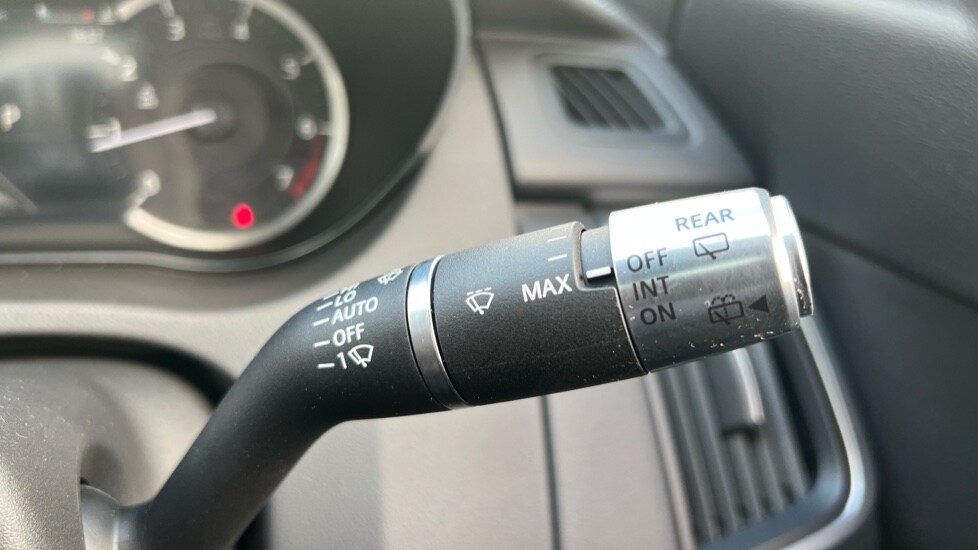 REAR
OFF
INT
ON
MAX
LO
AUTO
OFF
1